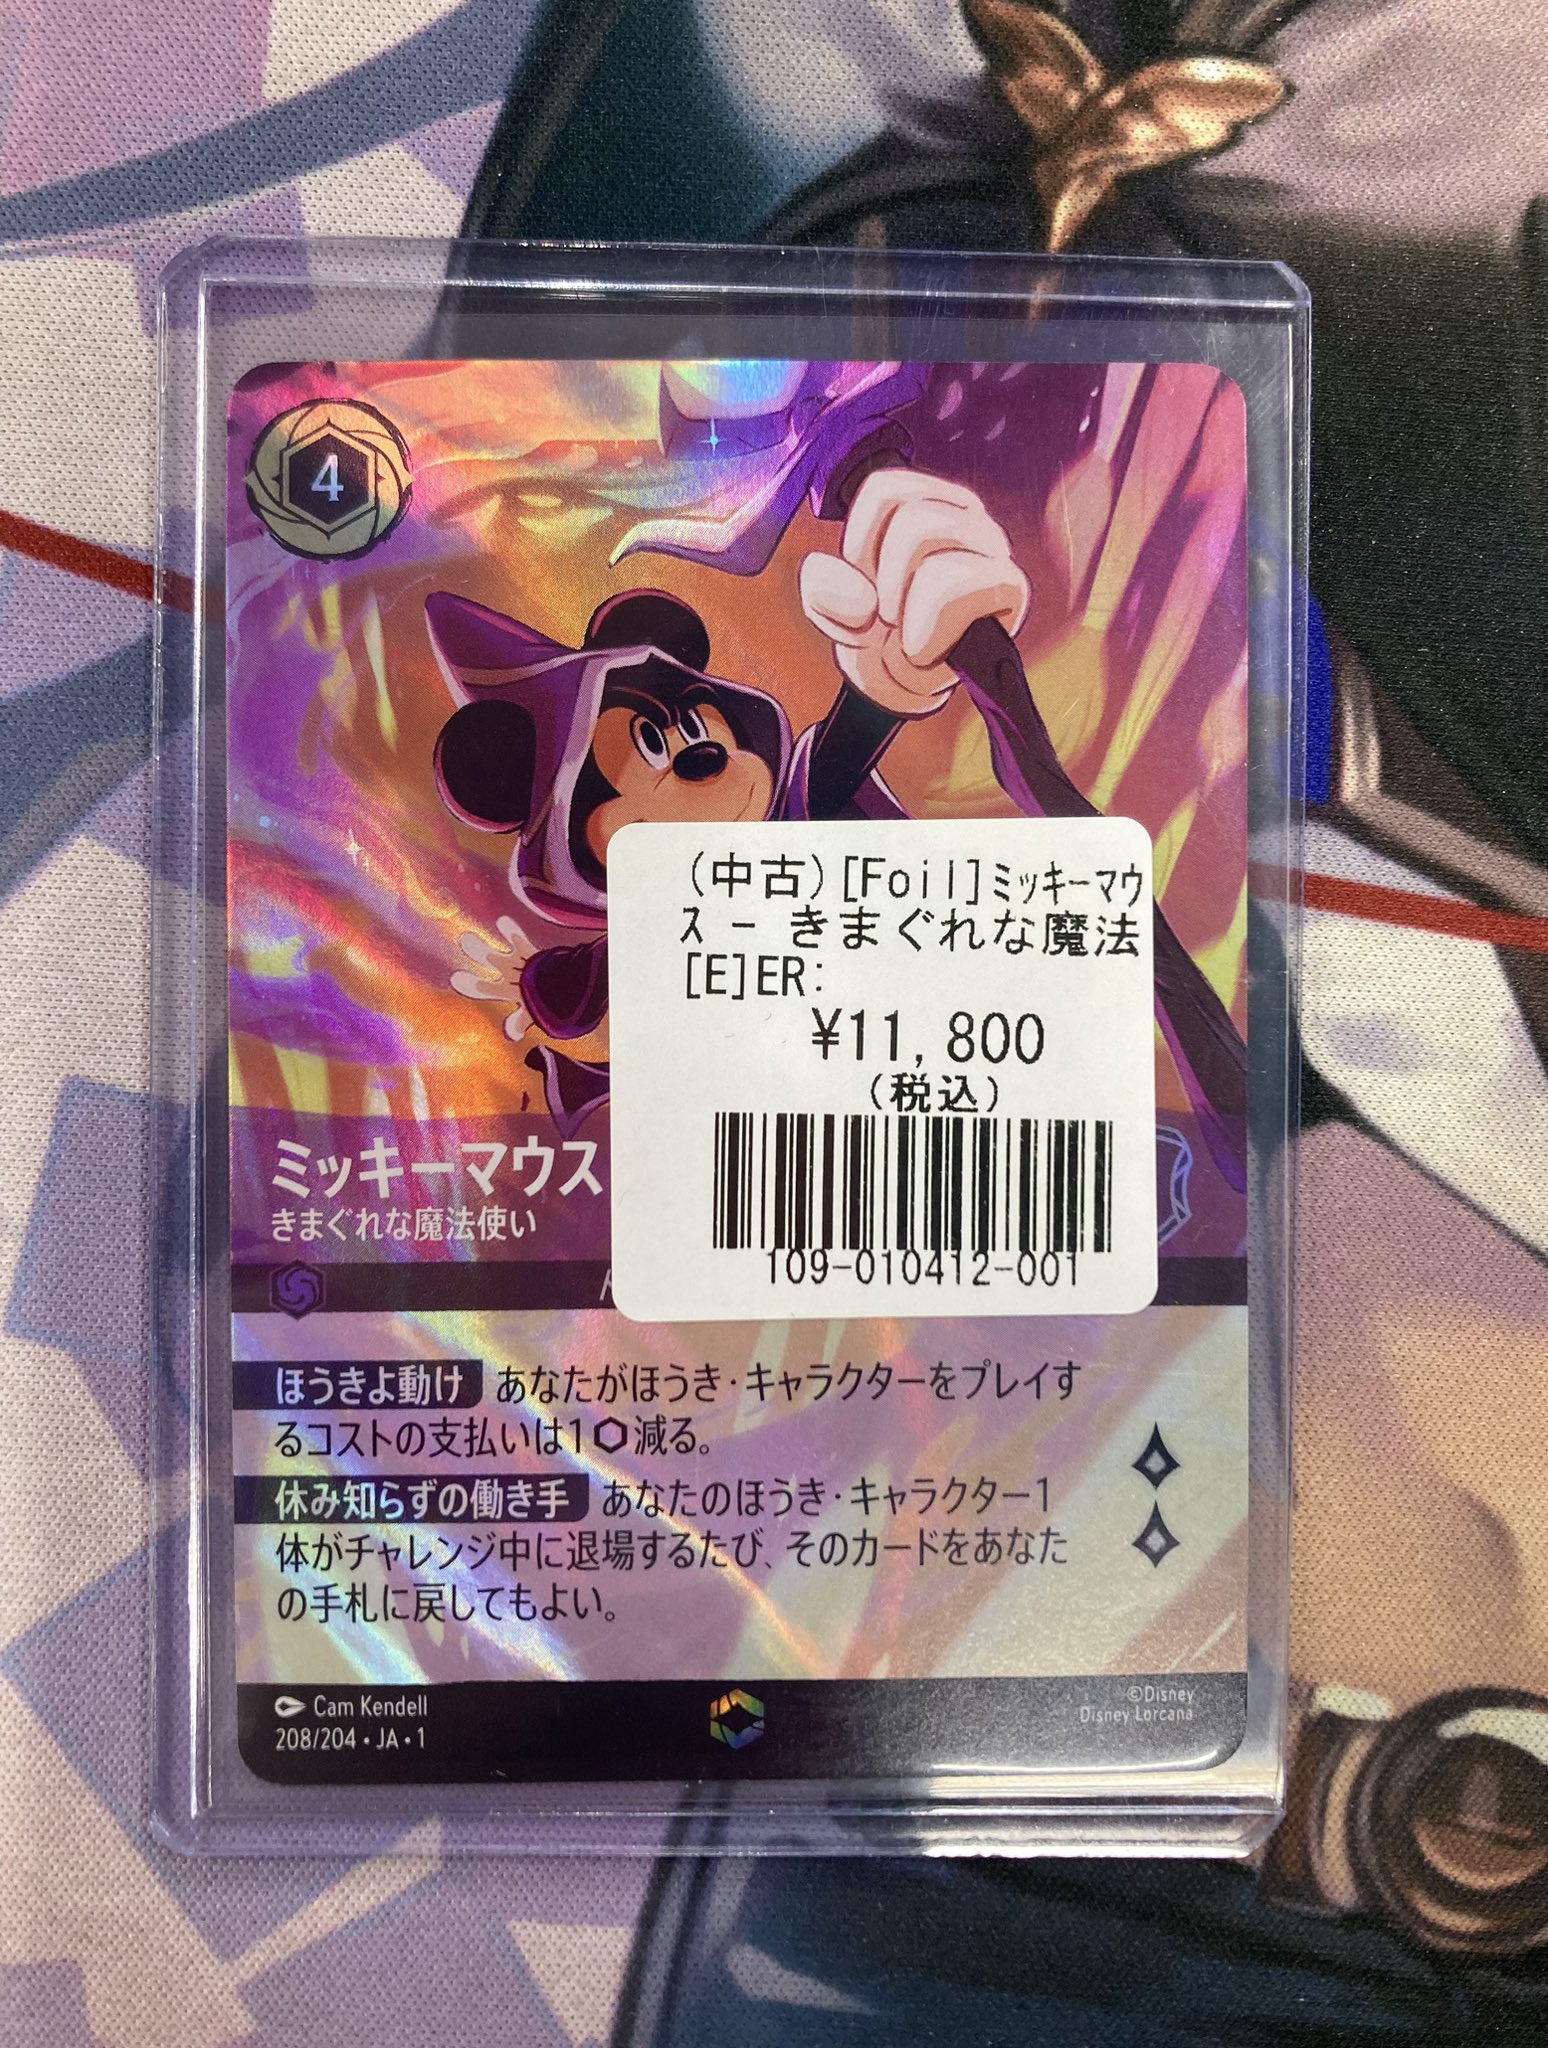 4
(中古)[Foil]ミッキーマウ
ス − きまぐれな魔法
[E]ER:
¥11,800
(税込)
109-010412-001
ミッキーマウス
きまぐれな魔法使い
ほうきよ動け あなたがほうき・キャラクターをプレイす
るコストの支払いは1⬡減る。
休み知らずの働き手 あなたのほうき・キャラクター1
体がチャレンジ中に退場するたび、そのカードをあなた
の手札に戻してもよい。
Cam Kendell
208/204・JA・1
©Disney
Disney Lorcana